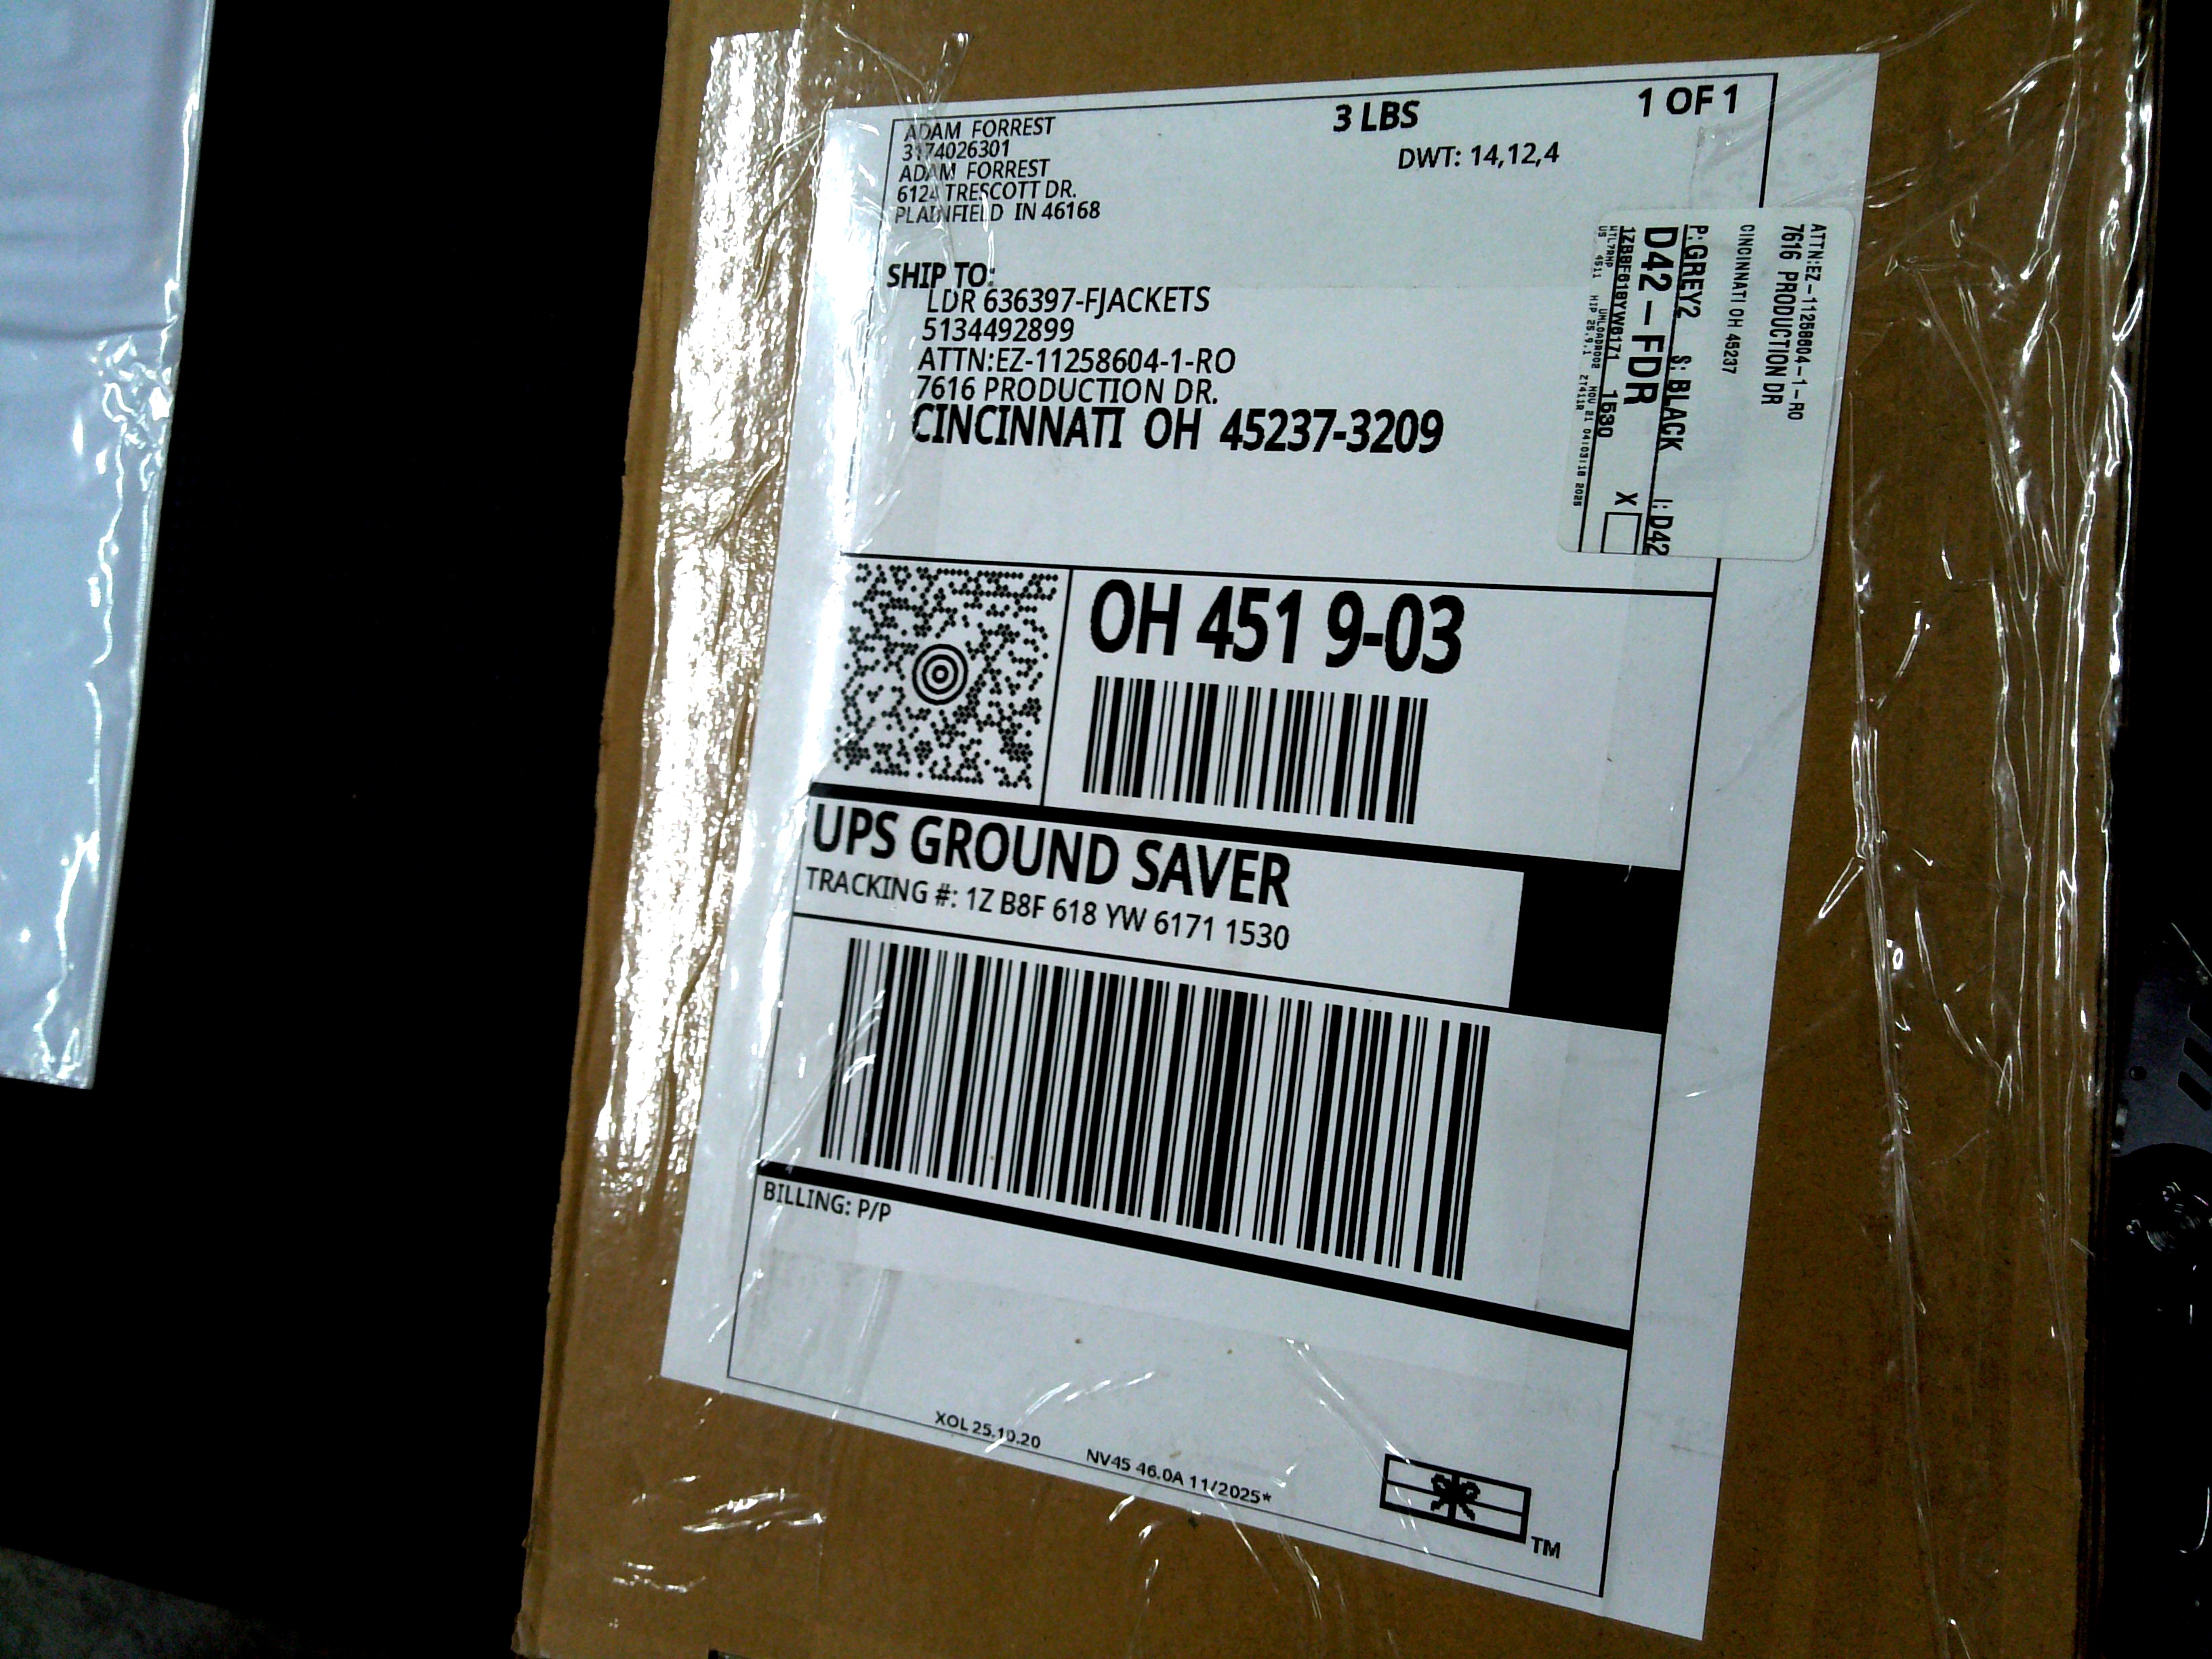 ADAM FORREST
3174026301
ADAM FORREST
6124 TRESCOTT DR.
PLAINFIELD IN 46168
3 LBS
1 OF 1
DWT: 14,12,4
SHIP TO:
LDR 636397-FJACKETS
5134492899
ATTN:EZ-11258604-1-RO
7616 PRODUCTION DR.
CINCINNATI OH 45237-3209
ATTN:EZ-11258604-1-RO
7616 PRODUCTION DR
CINCINNATI OH 45237
P: GREY2 S: BLACK I: D42
D42-FDR
X
1ZB8F618YW6171 1530
OH 451 9-03
UPS GROUND SAVER
TRACKING #: 1Z B8F 618 YW 6171 1530
BILLING: P/P
XOL 25.10.20
NV45 46.0A 11/2025*
TM